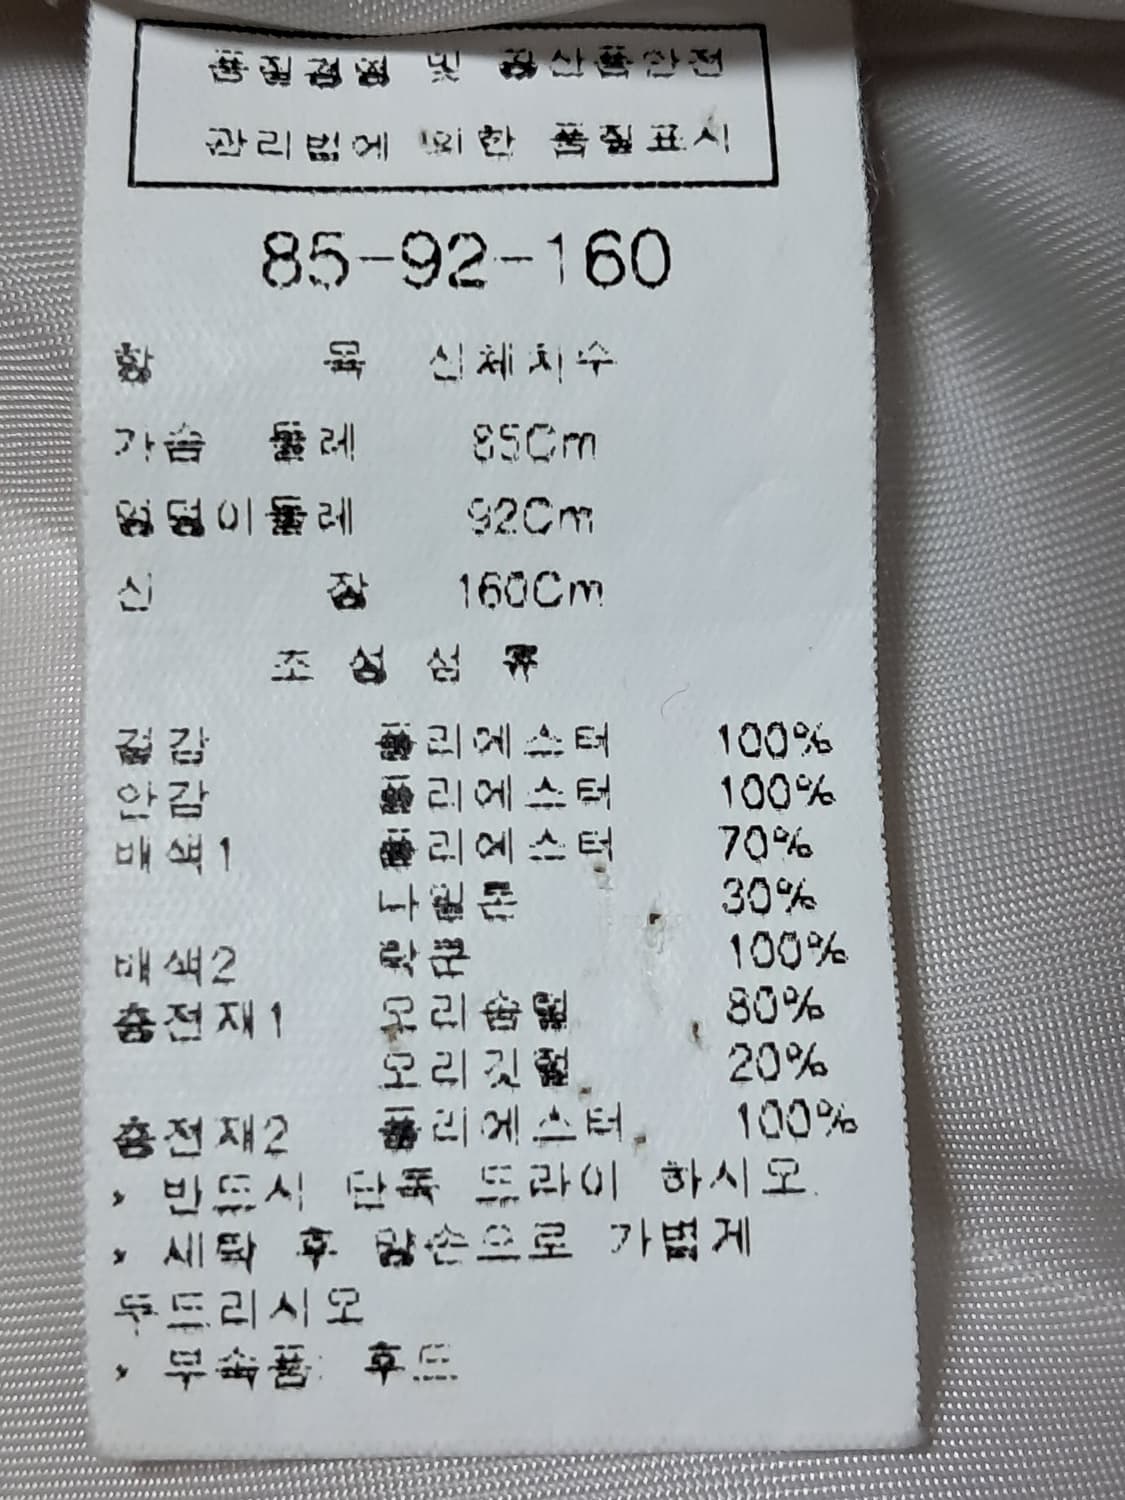 품질경영 및 공산품안전
관리법에 의한 품질표시
85-92-160
항 목 신체치수
가슴 둘레 85Cm
엉덩이둘레 92Cm
신 장 160Cm
조성섬유
겉감 폴리에스터 100%
안감 폴리에스터 100%
배색1 폴리에스터 70%
나일론 30%
배색2 락쿤 100%
충전재1 오리솜털 80%
오리깃털 20%
충전재2 폴리에스터 100%
* 반드시 단독 드라이 하시오.
* 세탁 후 양손으로 가볍게
두드리시오
* 부속품: 후드